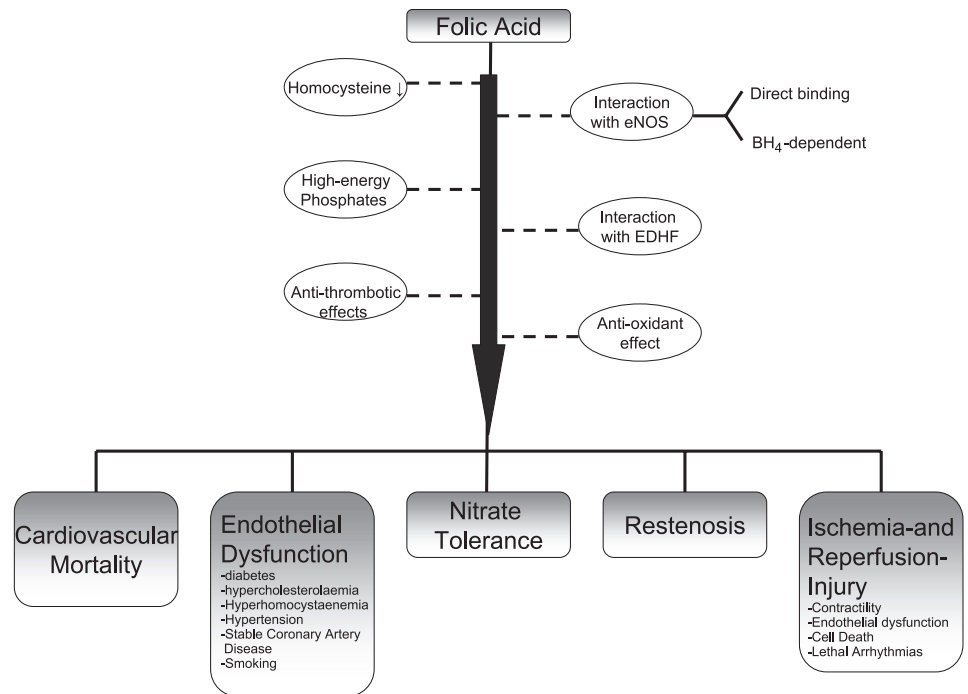 Folic Acid
Homocysteine ↓
Interaction
with eNOS
Direct binding
BH₄-dependent
High-energy
Phosphates
Interaction
with EDHF
Anti-thrombotic
effects
Anti-oxidant
effect
Cardiovascular
Mortality
Endothelial
Dysfunction
-diabetes
-hypercholesterolaemia
-Hyperhomocystaenemia
-Hypertension
-Stable Coronary Artery
Disease
-Smoking
Nitrate
Tolerance
Restenosis
Ischemia-and
Reperfusion-
Injury
-Contractility
-Endothelial dysfunction
-Cell Death
-Lethal Arrhythmias